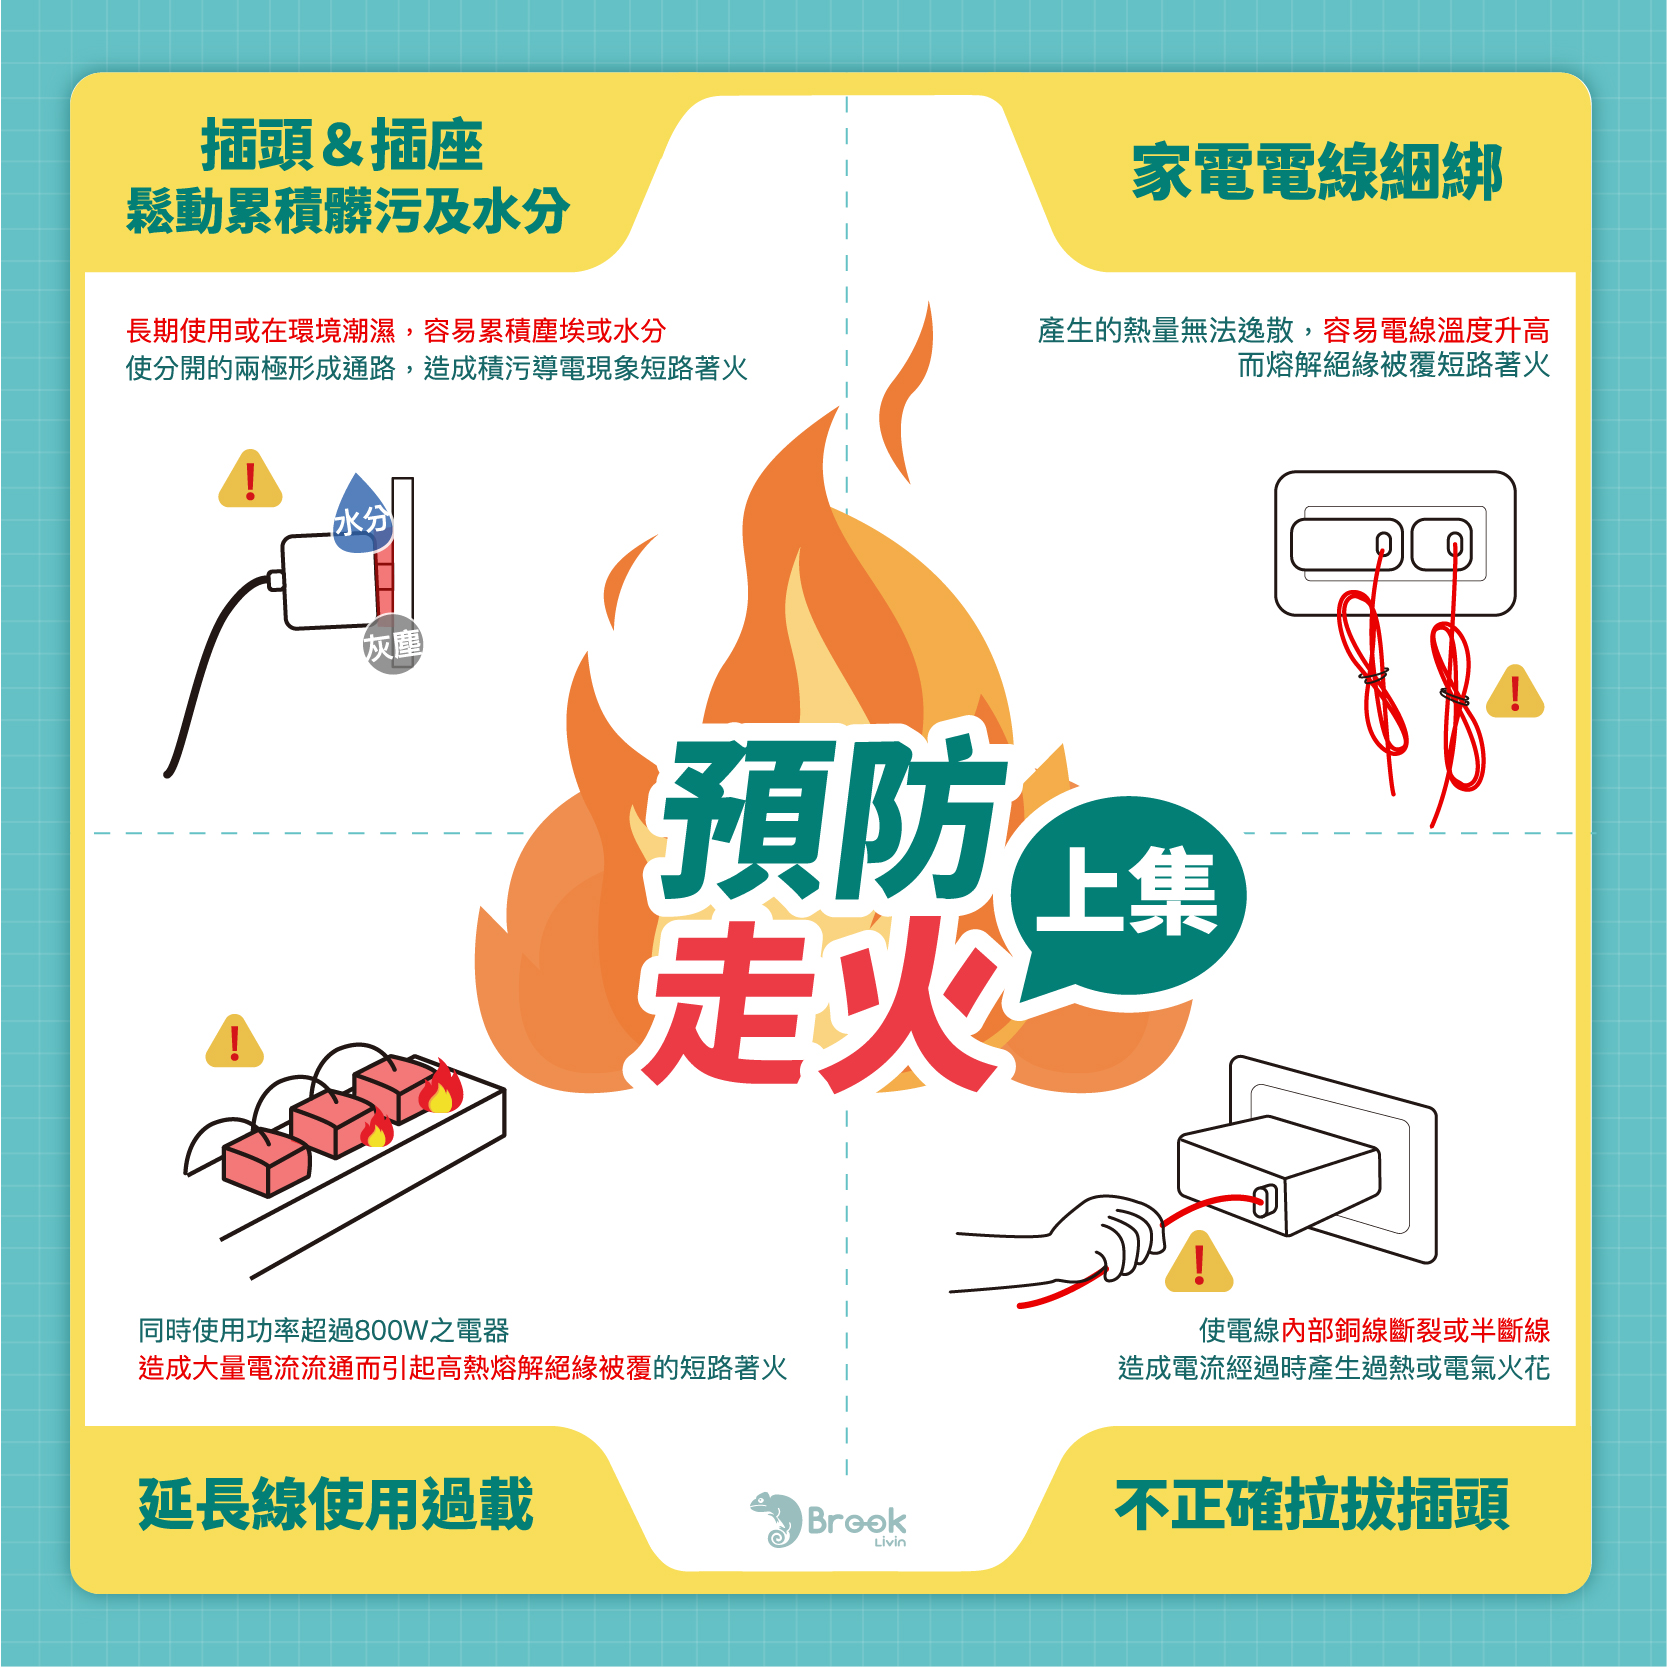 插頭＆插座
鬆動累積髒污及水分
長期使用或在環境潮濕，容易累積塵埃或水分
使分開的兩極形成通路，造成積污導電現象短路著火
水分
灰塵
家電電線綑綁
產生的熱量無法逸散，容易電線溫度升高
而熔解絕緣被覆短路著火
預防
走火
上集
同時使用功率超過800W之電器
造成大量電流流通而引起高熱熔解絕緣被覆的短路著火
延長線使用過載
使電線內部銅線斷裂或半斷線
造成電流經過時產生過熱或電氣火花
不正確拉拔插頭
Brook
Livin